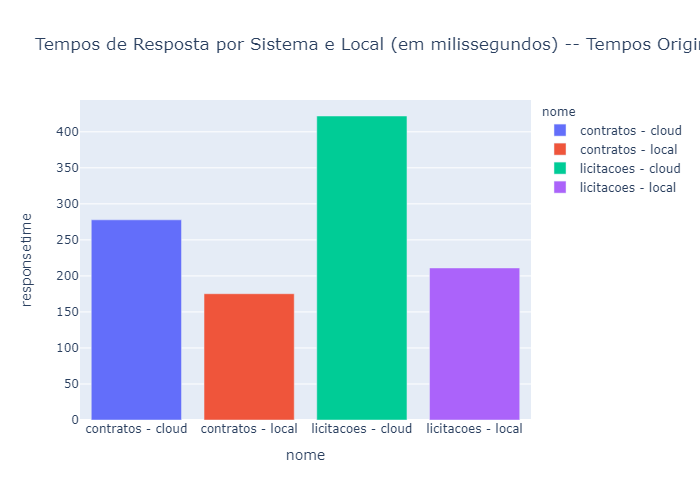 Tempos de Resposta por Sistema e Local (em milissegundos) -- Tempos
nome
contratos - cloud
contratos - local
licitacoes - cloud
licitacoes - local
responsetime
400
350
300
250
200
150
100
50
0
contratos - cloud
contratos - local
licitacoes - cloud
licitacoes - local
nome